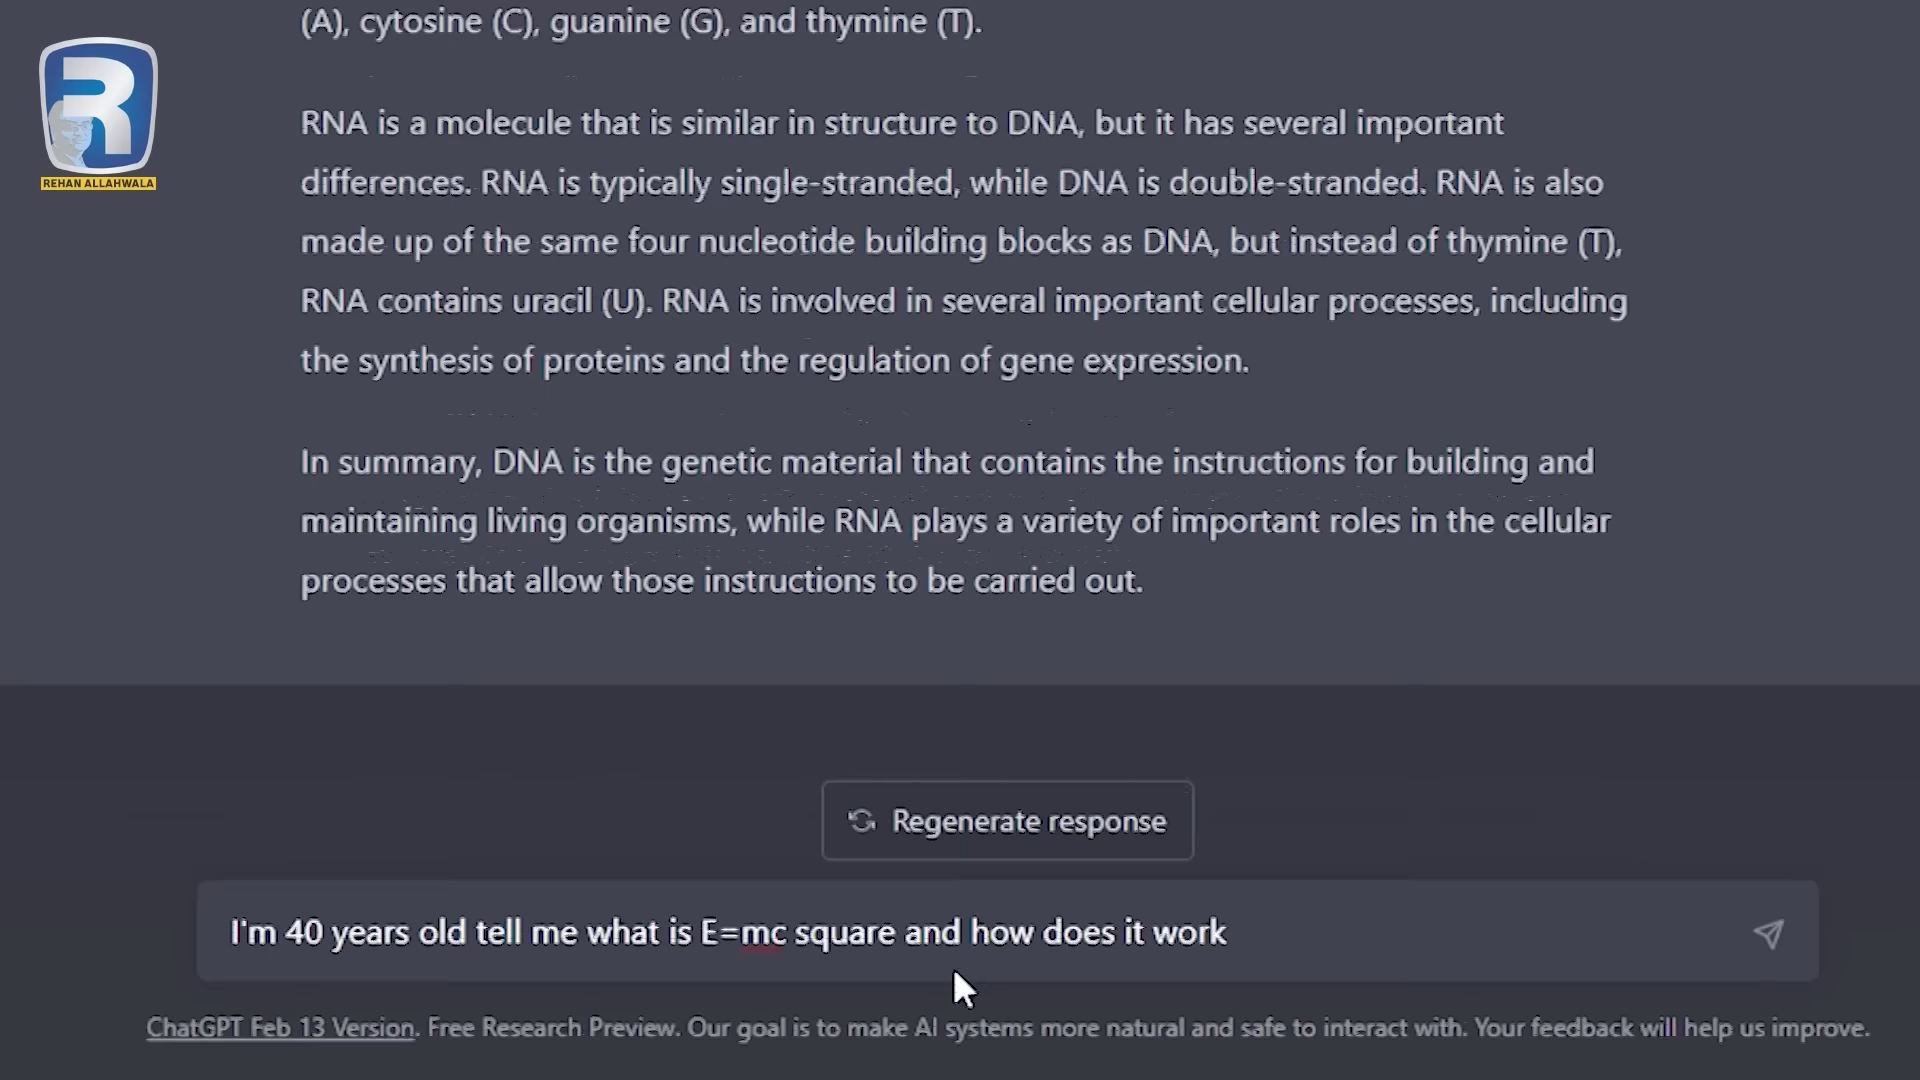 (A), cytosine (C), guanine (G), and thymine (T).
R
REHAN ALLAHWALA
RNA is a molecule that is similar in structure to DNA, but it has several important
differences. RNA is typically single-stranded, while DNA is double-stranded. RNA is also
made up of the same four nucleotide building blocks as DNA, but instead of thymine (T),
RNA contains uracil (U). RNA is involved in several important cellular processes, including
the synthesis of proteins and the regulation of gene expression.
In summary, DNA is the genetic material that contains the instructions for building and
maintaining living organisms, while RNA plays a variety of important roles in the cellular
processes that allow those instructions to be carried out.
Regenerate response
I'm 40 years old tell me what is E=mc square and how does it work
ChatGPT Feb 13 Version. Free Research Preview. Our goal is to make AI systems more natural and safe to interact with. Your feedback will help us improve.